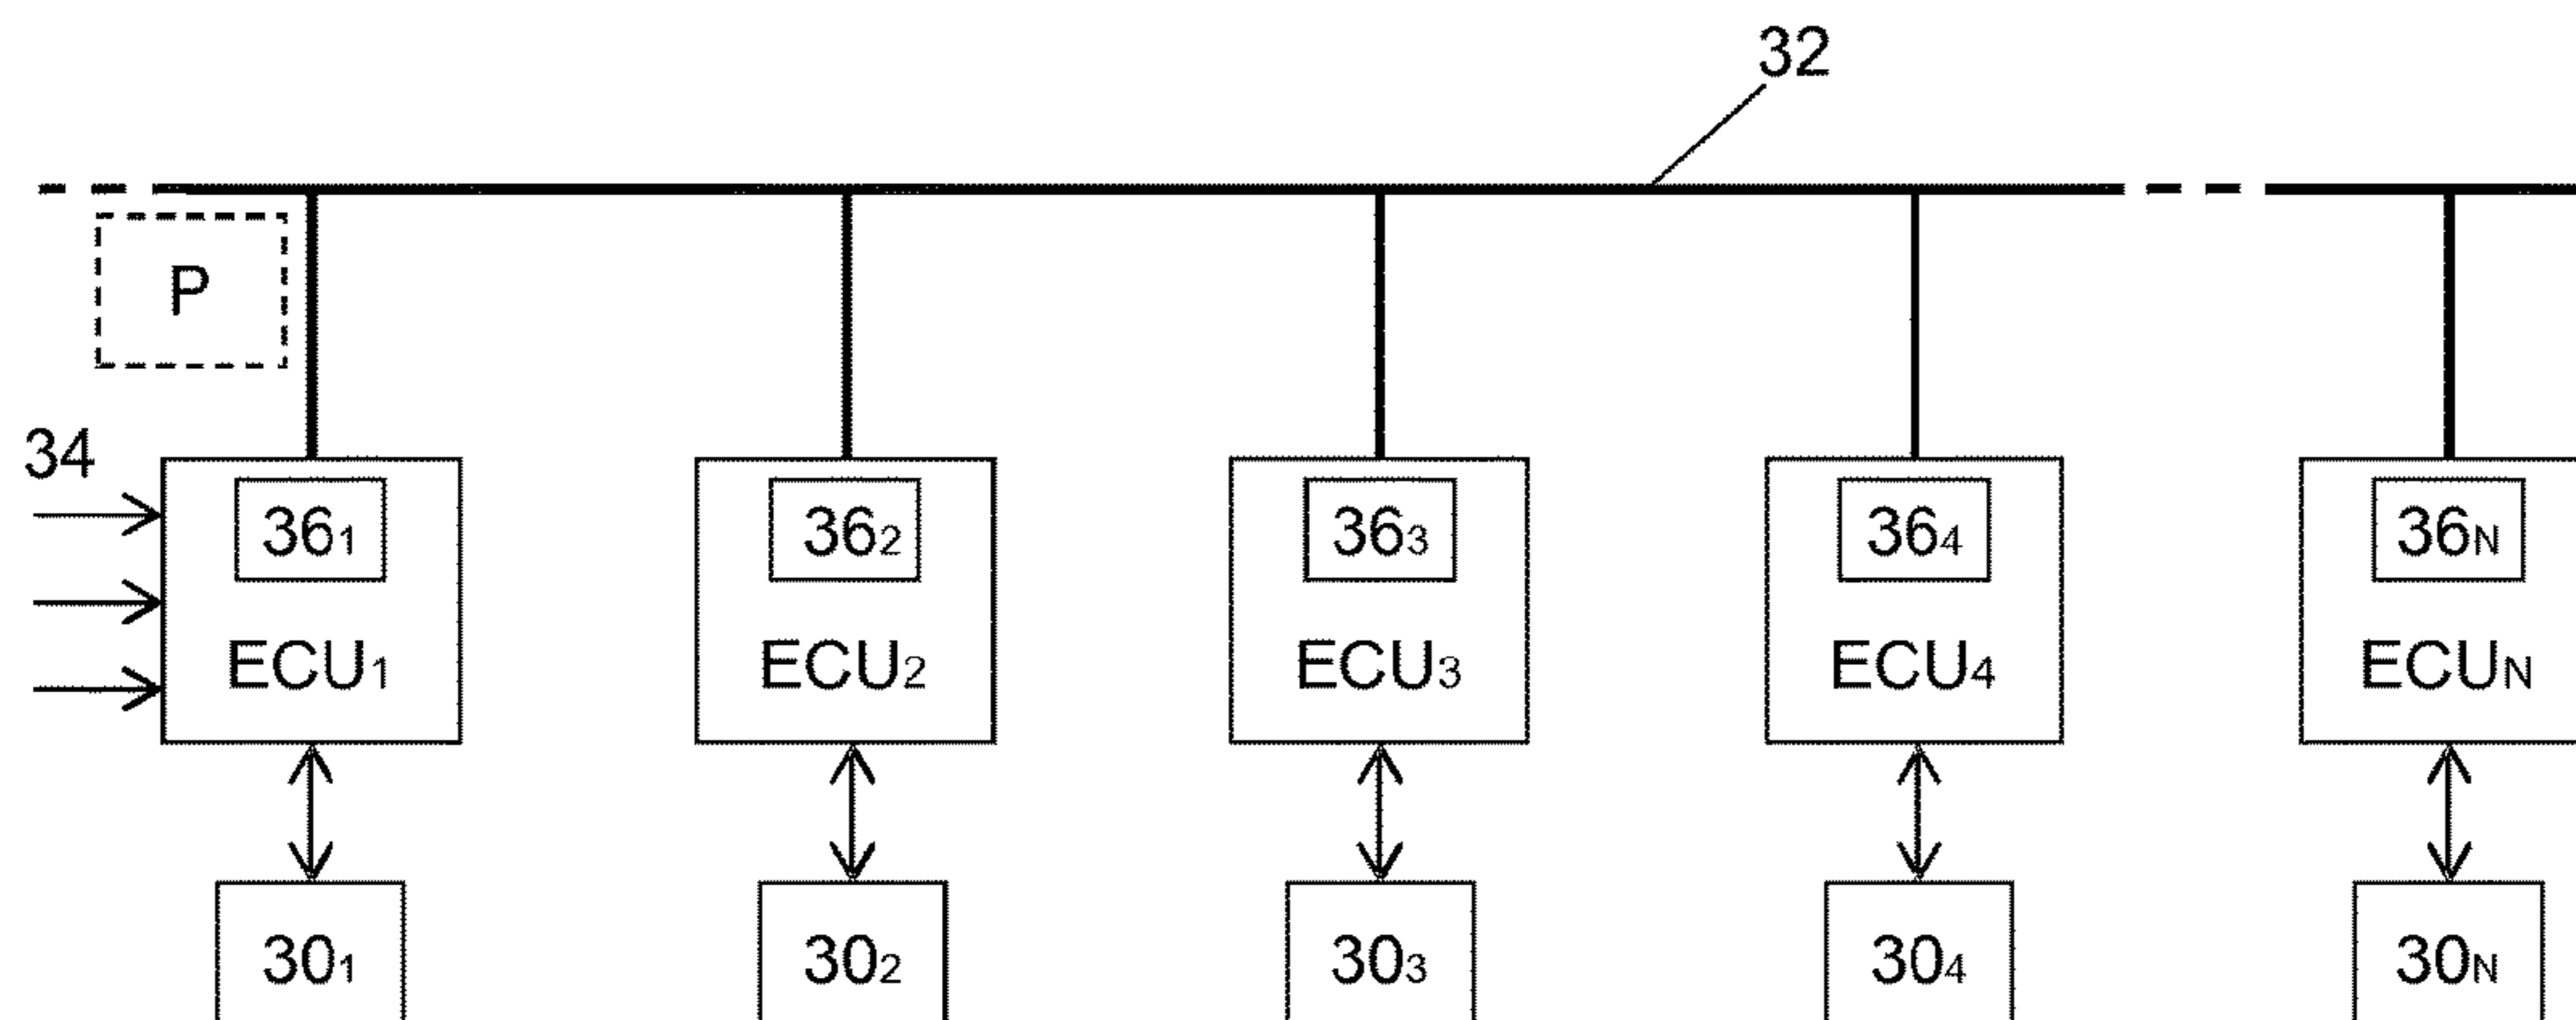 32
P
34
36₁ 36₂ 36₃ 36₄ 36N
ECU₁ ECU₂ ECU₃ ECU₄ ECUN
30₁ 30₂ 30₃ 30₄ 30N